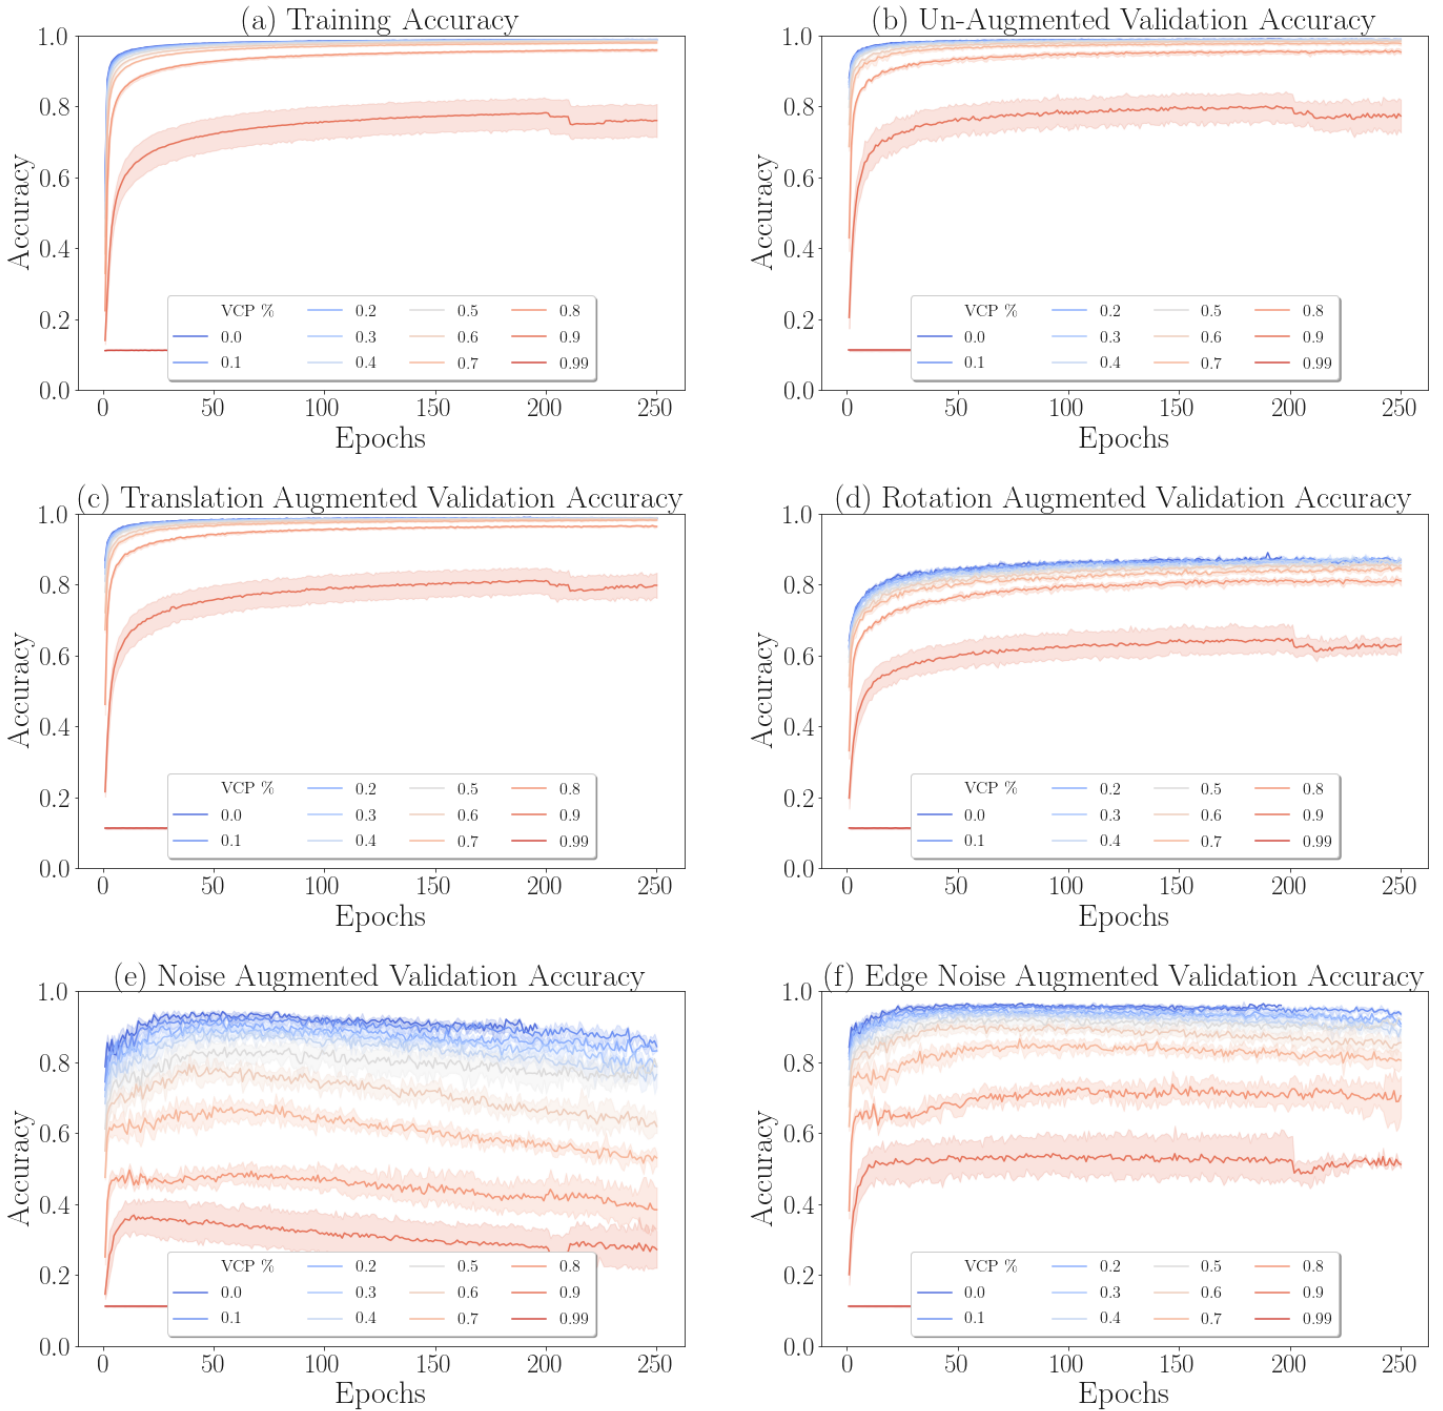 (a) Training Accuracy
1.0
0.8
0.6
0.4
0.2
0.0
Accuracy
VCP % 0.2 0.5 0.8
0.0 0.3 0.6 0.9
0.1 0.4 0.7 0.99
0 50 100 150 200 250
Epochs
(b) Un-Augmented Validation Accuracy
1.0
0.8
0.6
0.4
0.2
0.0
Accuracy
VCP % 0.2 0.5 0.8
0.0 0.3 0.6 0.9
0.1 0.4 0.7 0.99
0 50 100 150 200 250
Epochs
(c) Translation Augmented Validation Accuracy
1.0
0.8
0.6
0.4
0.2
0.0
Accuracy
VCP % 0.2 0.5 0.8
0.0 0.3 0.6 0.9
0.1 0.4 0.7 0.99
0 50 100 150 200 250
Epochs
(d) Rotation Augmented Validation Accuracy
1.0
0.8
0.6
0.4
0.2
0.0
Accuracy
VCP % 0.2 0.5 0.8
0.0 0.3 0.6 0.9
0.1 0.4 0.7 0.99
0 50 100 150 200 250
Epochs
(e) Noise Augmented Validation Accuracy
1.0
0.8
0.6
0.4
0.2
0.0
Accuracy
VCP % 0.2 0.5 0.8
0.0 0.3 0.6 0.9
0.1 0.4 0.7 0.99
0 50 100 150 200 250
Epochs
(f) Edge Noise Augmented Validation Accuracy
1.0
0.8
0.6
0.4
0.2
0.0
Accuracy
VCP % 0.2 0.5 0.8
0.0 0.3 0.6 0.9
0.1 0.4 0.7 0.99
0 50 100 150 200 250
Epochs